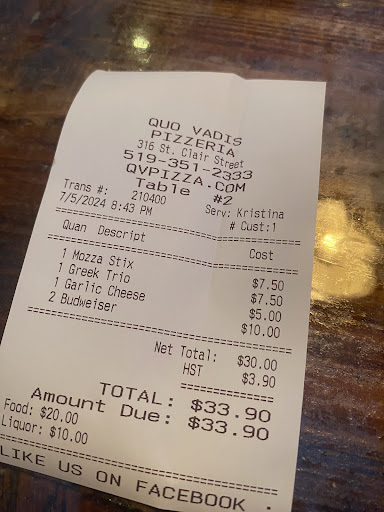 QUO VADIS
PIZZERIA
316 St. Clair Street
519-351-2333
QVPIZZA.COM
Table #2
Trans #: 210400 Serv: Kristina
7/5/2024 8:43 PM # Cust:1
Quan Descript Cost
1 Mozza Stix $7.50
1 Greek Trio $7.50
1 Garlic Cheese $5.00
2 Budweiser $10.00
Net Total: $30.00
HST $3.90
TOTAL: $33.90
Amount Due: $33.90
Food: $20.00
Liquor: $10.00
LIKE US ON FACEBOOK .